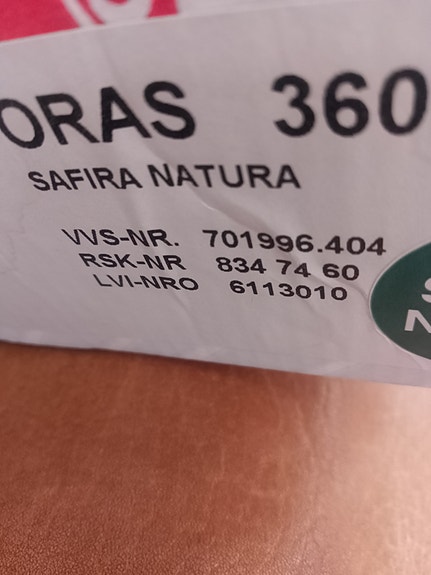 ORAS 360
SAFIRA NATURA
VVS-NR. 701996.404
RSK-NR 834 74 60
LVI-NRO 6113010